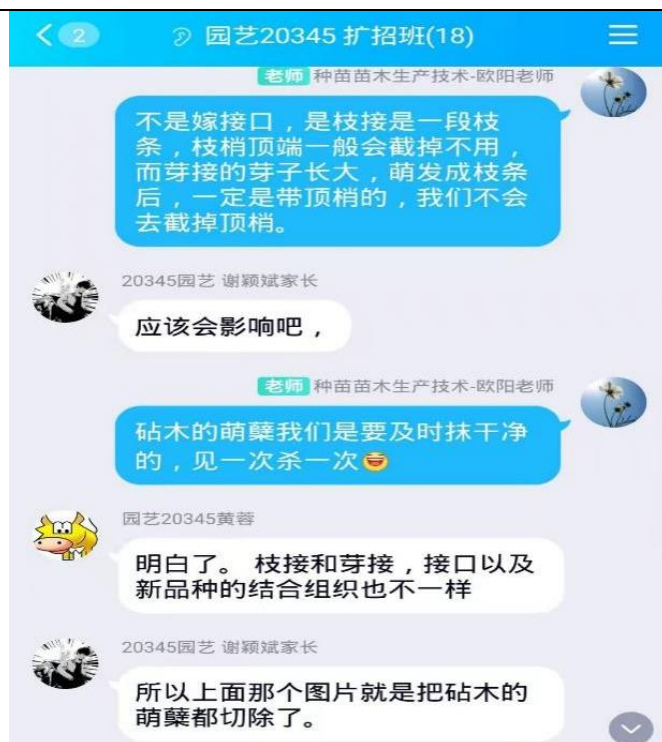 2
园艺20345 扩招班(18)
老师 种苗苗木生产技术-欧阳老师
不是嫁接口，是枝接是一段枝
条，枝梢顶端一般会截掉不用，
而芽接的芽子长大，萌发成枝条
后，一定是带顶梢的，我们不会
去截掉顶梢。
20345园艺 谢颖斌家长
应该会影响吧，
老师 种苗苗木生产技术-欧阳老师
砧木的萌蘖我们是要及时抹干净
的，见一次杀一次
园艺20345黄蓉
明白了。 枝接和芽接，接口以及
新品种的结合组织也不一样
20345园艺 谢颖斌家长
所以上面那个图片就是把砧木的
萌蘖都切除了。